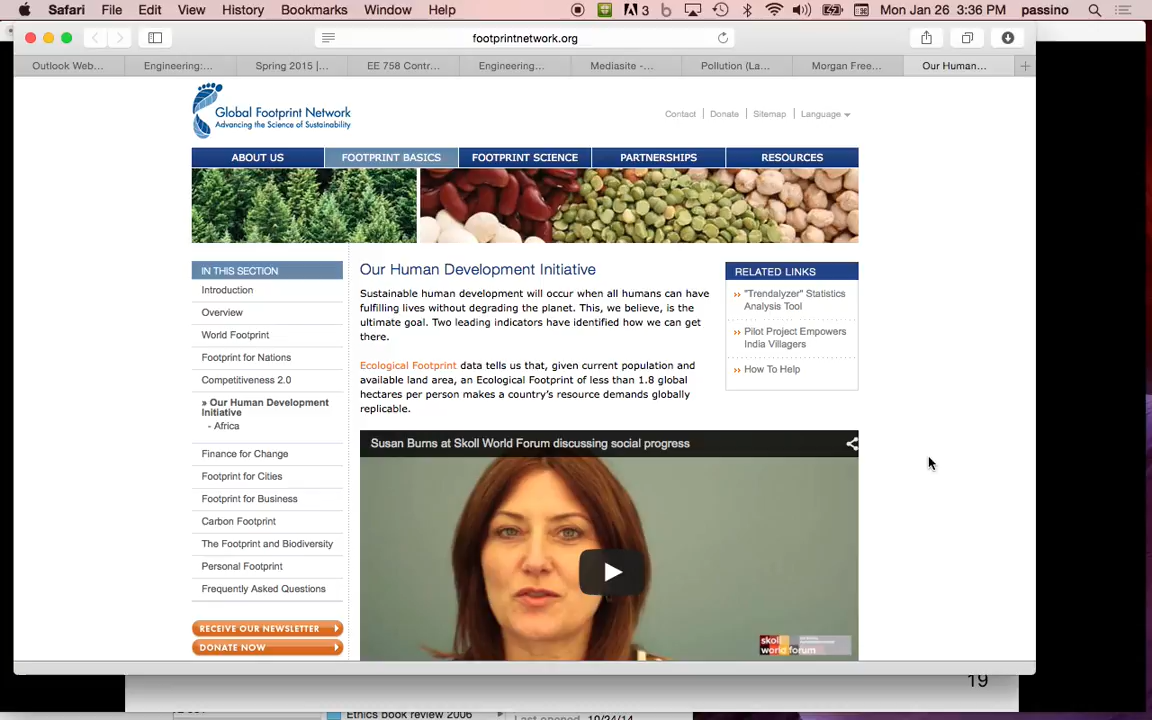 Safari File Edit View History Bookmarks Window Help 3 Mon Jan 26 3:36 PM passino
footprintnetwork.org
Outlook Web... Engineering:... Spring 2015 |... EE 758 Contr... Engineering... Mediasite -... Pollution (La... Morgan Free... Our Human...
Global Footprint Network
Advancing the Science of Sustainability
Contact Donate Sitemap Language
ABOUT US FOOTPRINT BASICS FOOTPRINT SCIENCE PARTNERSHIPS RESOURCES
IN THIS SECTION
Introduction
Overview
World Footprint
Footprint for Nations
Competitiveness 2.0
» Our Human Development
Initiative
- Africa
Finance for Change
Footprint for Cities
Footprint for Business
Carbon Footprint
The Footprint and Biodiversity
Personal Footprint
Frequently Asked Questions
RECEIVE OUR NEWSLETTER
DONATE NOW
Our Human Development Initiative
Sustainable human development will occur when all humans can have
fulfilling lives without degrading the planet. This, we believe, is the
ultimate goal. Two leading indicators have identified how we can get
there.
Ecological Footprint data tells us that, given current population and
available land area, an Ecological Footprint of less than 1.8 global
hectares per person makes a country's resource demands globally
replicable.
Susan Burns at Skoll World Forum discussing social progress
skoll
world forum
RELATED LINKS
"Trendalyzer" Statistics
Analysis Tool
Pilot Project Empowers
India Villagers
How To Help
19
Ethics book review 2006
Last opened 10/24/14